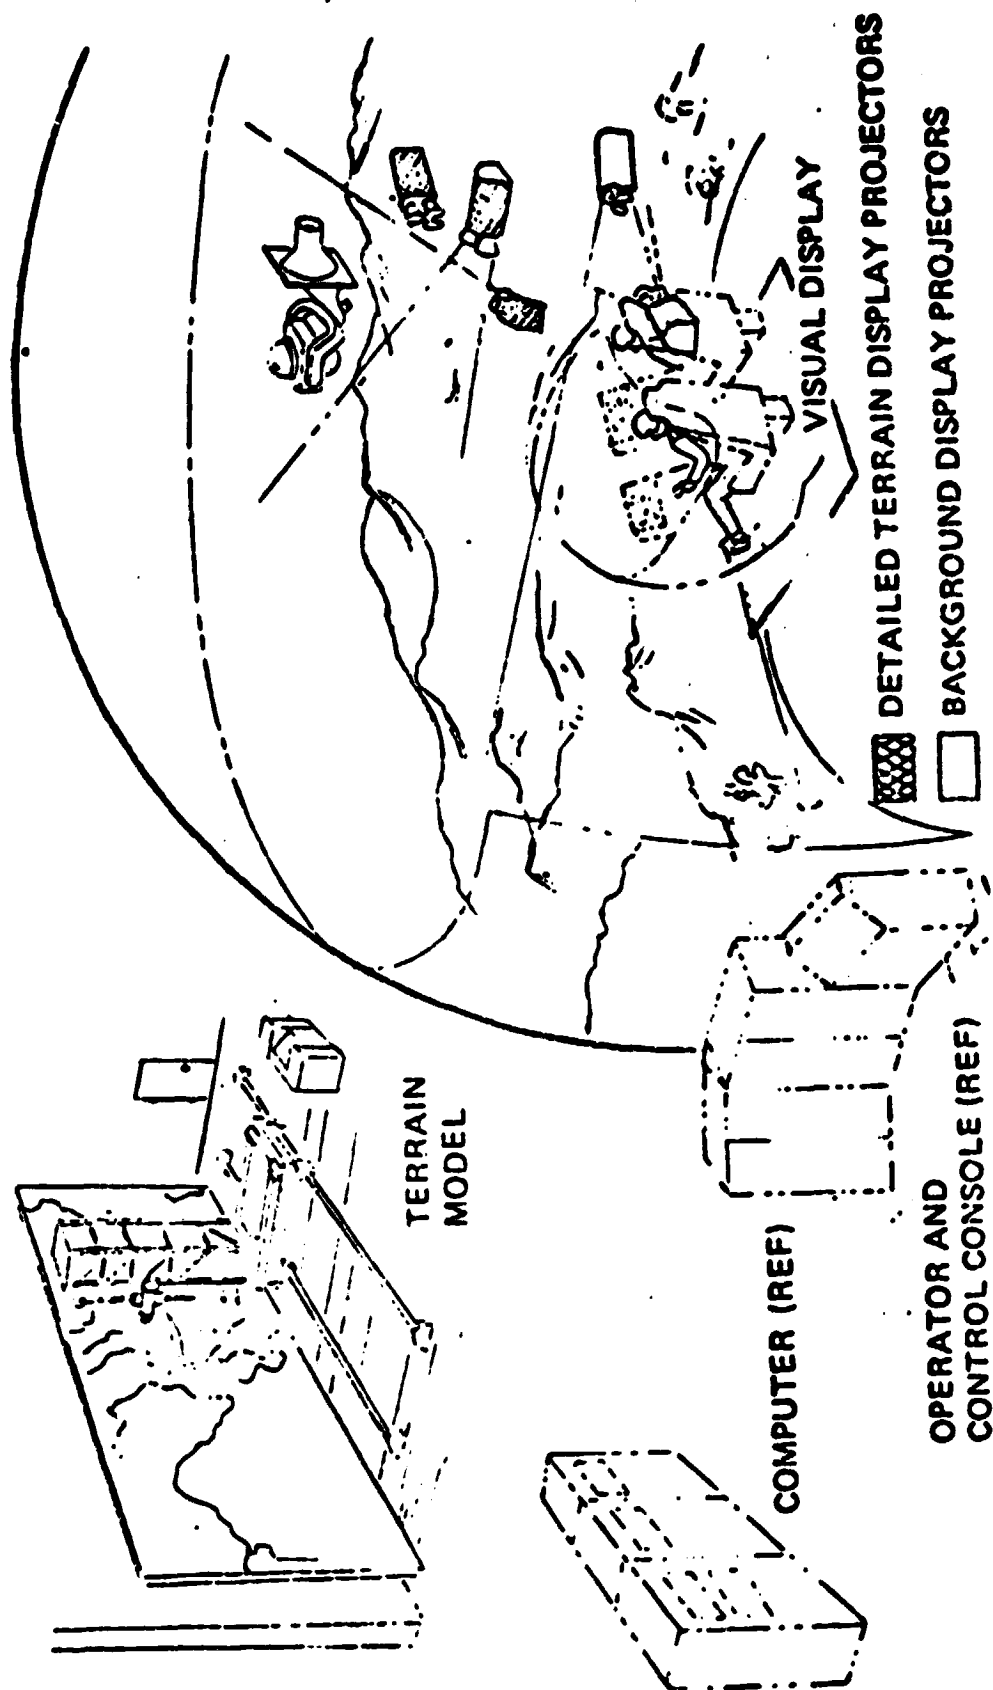 TERRAIN
MODEL
COMPUTER (REF)
OPERATOR AND
CONTROL CONSOLE (REF)
VISUAL DISPLAY
DETAILED TERRAIN DISPLAY PROJECTORS
BACKGROUND DISPLAY PROJECTORS